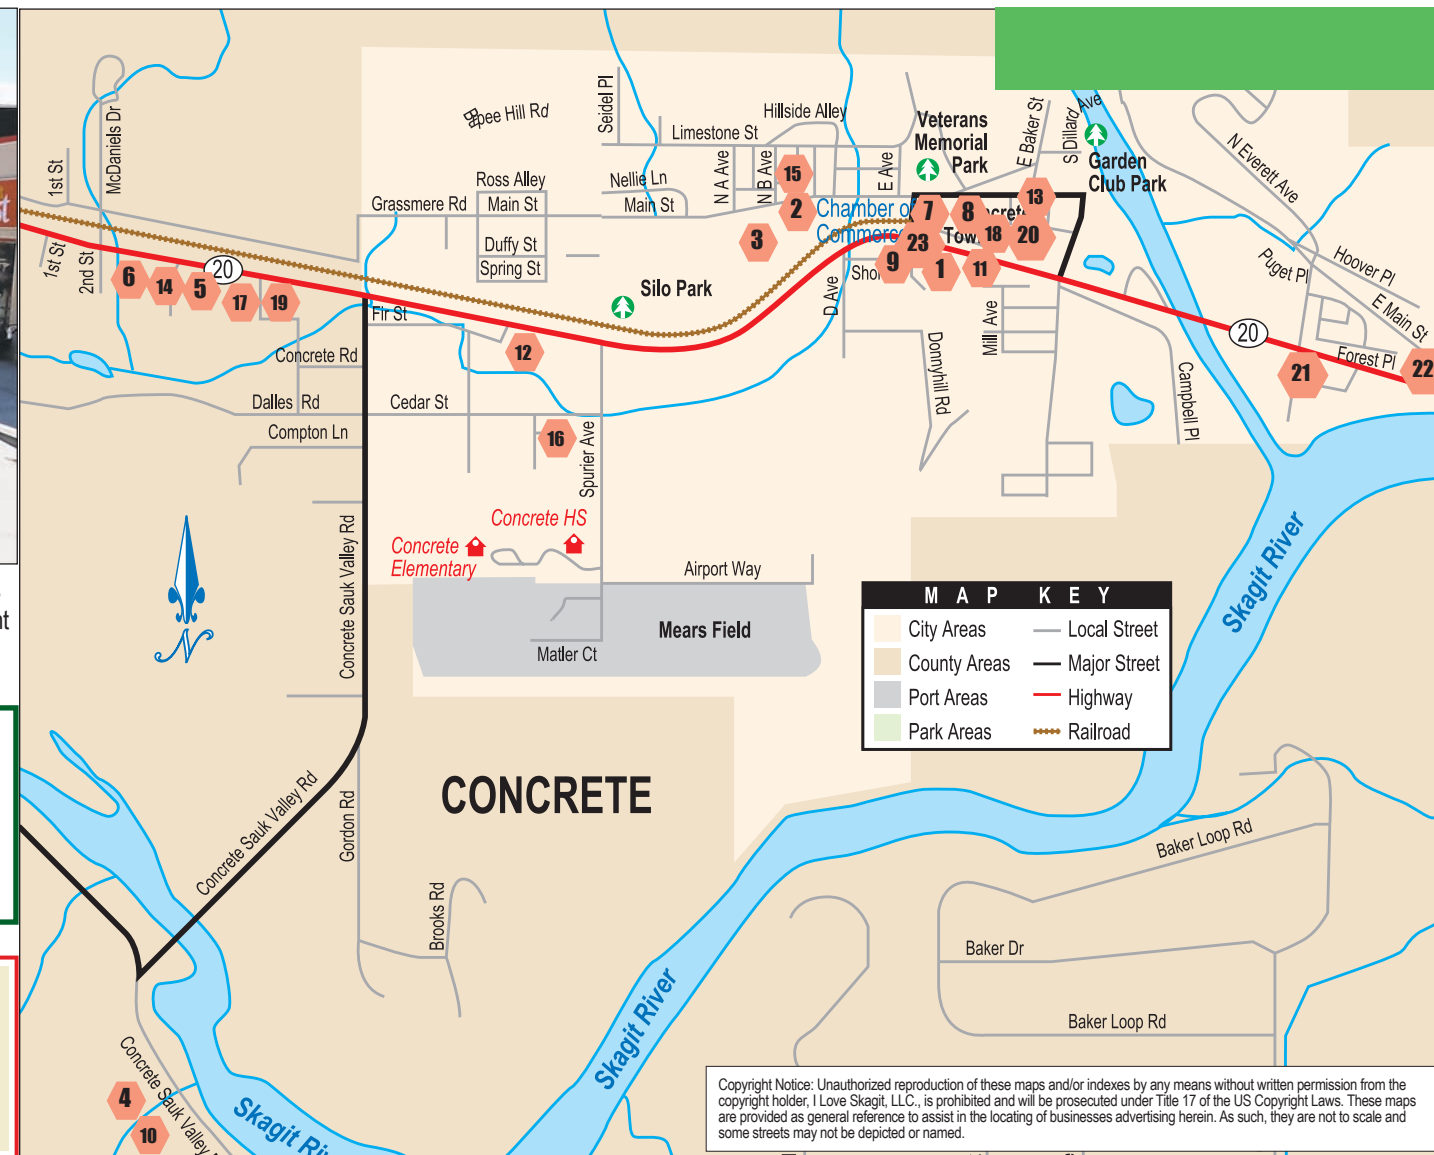 Seidel Pl
Hillside Alley
Limestone St
Veterans
Memorial
Park
E Baker St
S Dillard Ave
Garden
Club Park
N Everett Ave
McDaniels Dr
1st St
Ross Alley
Main St
Grassmere Rd
Nellie Ln
Main St
N A Ave
N B Ave
E Ave
15
2
Chamber of
Commerce
3
7
8
13
23
18
20
9
1
11
Duffy St
Spring St
1st St
2nd St
20
6
14
5
17
19
Silo Park
D Ave
Mill Ave
Puget Pl
Hoover Pl
E Main St
20
Forest Pl
21
22
Fir St
12
Concrete Rd
Donnyhill Rd
Campbell Pl
Dalles Rd
Cedar St
Compton Ln
16
Spurier Ave
Concrete HS
Concrete
Elementary
Concrete Sauk Valley Rd
Airport Way
Mears Field
Matler Ct
N
Skagit River
MAP KEY
City Areas
County Areas
Port Areas
Park Areas
Local Street
Major Street
Highway
Railroad
CONCRETE
Concrete Sauk Valley Rd
Gordon Rd
Brooks Rd
Baker Loop Rd
Baker Dr
Baker Loop Rd
Skagit River
Concrete Sauk Valley
4
10
Skagit
Copyright Notice: Unauthorized reproduction of these maps and/or indexes by any means without written permission from the
copyright holder, I Love Skagit, LLC., is prohibited and will be prosecuted under Title 17 of the US Copyright Laws. These maps
are provided as general reference to assist in the locating of businesses advertising herein. As such, they are not to scale and
some streets may not be depicted or named.